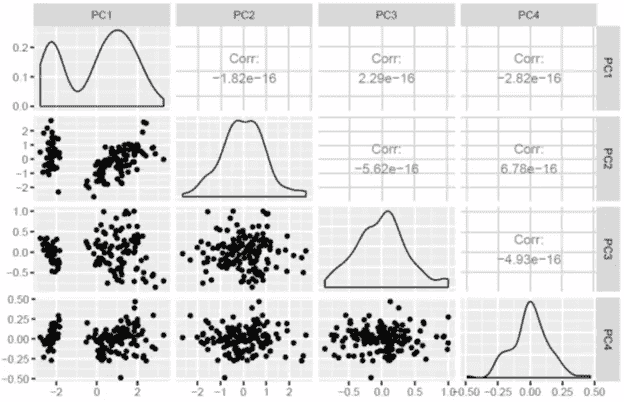 PC1 PC2 PC3 PC4
0.2
0.1
0.0
Corr:
−1.82e−16
Corr:
2.29e−16
Corr:
−2.82e−16
PC1
2
1
0
−1
−2
Corr:
−5.62e−16
Corr:
6.78e−16
PC2
1.0
0.5
0.0
−0.5
Corr:
−4.93e−16
PC3
0.50
0.25
0.00
−0.25
−0.50
PC4
−2 0 2 −2 −1 0 1 2 −0.5 0.0 0.5 1.0 −0.50 −0.25 0.00 0.25 0.50